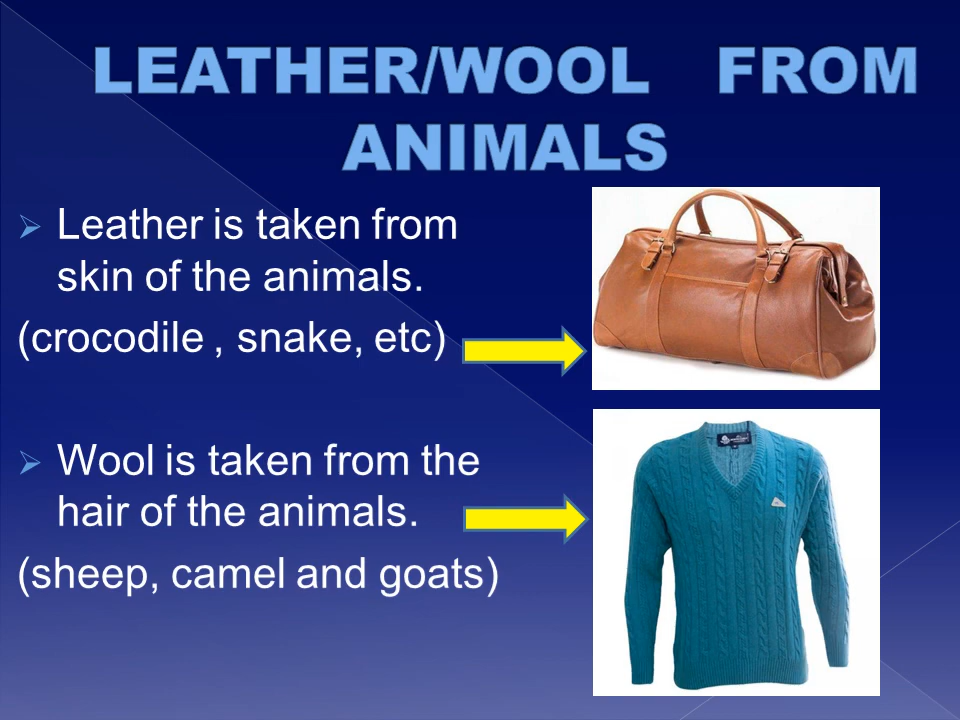 LEATHER/WOOL FROM
ANIMALS
Leather is taken from
skin of the animals.
(crocodile , snake, etc)
Wool is taken from the
hair of the animals.
(sheep, camel and goats)